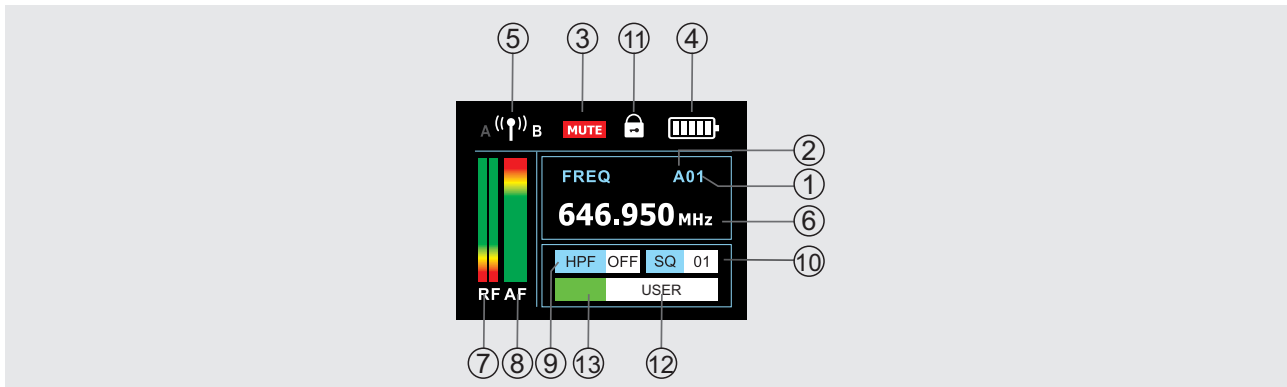 ⑤ ③ ⑪ ④
A B MUTE
②
FREQ A01
①
646.950 MHz
⑥
HPF OFF SQ 01
⑩
USER
RF AF
⑦ ⑧ ⑨ ⑬ ⑫